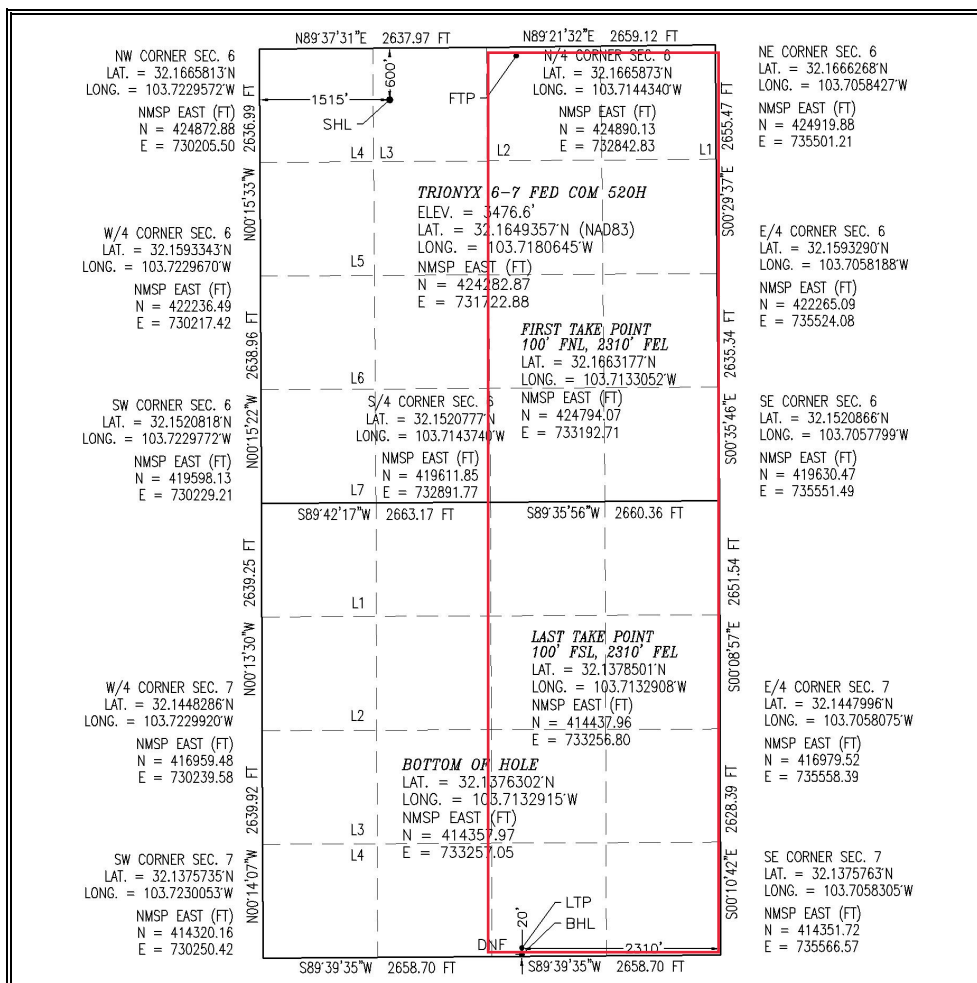 N89°37'31"E 2637.97 FT
N89°21'32"E 2659.12 FT
NW CORNER SEC. 6
LAT. = 32.1665813°N
LONG. = 103.7229572°W
NMSP EAST (FT)
N = 424872.88
E = 730205.50
600'
1515'
SHL
FTP
N/4 CORNER SEC. 6
LAT. = 32.1665873°N
LONG. = 103.7144340°W
NMSP EAST (FT)
N = 424890.13
E = 732842.83
NE CORNER SEC. 6
LAT. = 32.1666268°N
LONG. = 103.7058427°W
NMSP EAST (FT)
N = 424919.88
E = 735501.21
N00°15'33"W 2636.99 FT
S00°29'37"E 2655.47 FT
L4
L3
L2
L1
TRIONYX 6-7 FED COM 520H
ELEV. = 3476.6'
LAT. = 32.1649357°N (NAD83)
LONG. = 103.7180645°W
NMSP EAST (FT)
N = 424282.87
E = 731722.88
W/4 CORNER SEC. 6
LAT. = 32.1593343°N
LONG. = 103.7229670°W
NMSP EAST (FT)
N = 422236.49
E = 730217.42
L5
E/4 CORNER SEC. 6
LAT. = 32.1593290°N
LONG. = 103.7058188°W
NMSP EAST (FT)
N = 422265.09
E = 735524.08
FIRST TAKE POINT
100' FNL, 2310' FEL
LAT. = 32.1663177°N
LONG. = 103.7133052°W
NMSP EAST (FT)
N = 424794.07
E = 733192.71
N00°15'22"W 2638.96 FT
S00°35'46"E 2635.34 FT
L6
SW CORNER SEC. 6
LAT. = 32.1520818°N
LONG. = 103.7229772°W
NMSP EAST (FT)
N = 419598.13
E = 730229.21
S/4 CORNER SEC. 6
LAT. = 32.1520777°N
LONG. = 103.7143740°W
NMSP EAST (FT)
N = 419611.85
E = 732891.77
SE CORNER SEC. 6
LAT. = 32.1520866°N
LONG. = 103.7057799°W
NMSP EAST (FT)
N = 419630.47
E = 735551.49
L7
S89°42'17"W 2663.17 FT
S89°35'56"W 2660.36 FT
N00°13'30"W 2639.25 FT
S00°08'57"E 2651.54 FT
L1
LAST TAKE POINT
100' FSL, 2310' FEL
LAT. = 32.1378501°N
LONG. = 103.7132908°W
NMSP EAST (FT)
N = 414437.96
E = 733256.80
W/4 CORNER SEC. 7
LAT. = 32.1448286°N
LONG. = 103.7229920°W
NMSP EAST (FT)
N = 416959.48
E = 730239.58
L2
E/4 CORNER SEC. 7
LAT. = 32.1447996°N
LONG. = 103.7058075°W
NMSP EAST (FT)
N = 416979.52
E = 735558.39
BOTTOM OF HOLE
LAT. = 32.1376302°N
LONG. = 103.7132915°W
NMSP EAST (FT)
N = 414357.97
E = 733257.05
N00°14'07"W 2639.92 FT
S00°10'42"E 2628.39 FT
L3
L4
SW CORNER SEC. 7
LAT. = 32.1375735°N
LONG. = 103.7230053°W
NMSP EAST (FT)
N = 414320.16
E = 730250.42
SE CORNER SEC. 7
LAT. = 32.1375763°N
LONG. = 103.7058305°W
NMSP EAST (FT)
N = 414351.72
E = 735566.57
20'
LTP
BHL
DNF
2310'
S89°39'35"W 2658.70 FT
S89°39'35"W 2658.70 FT